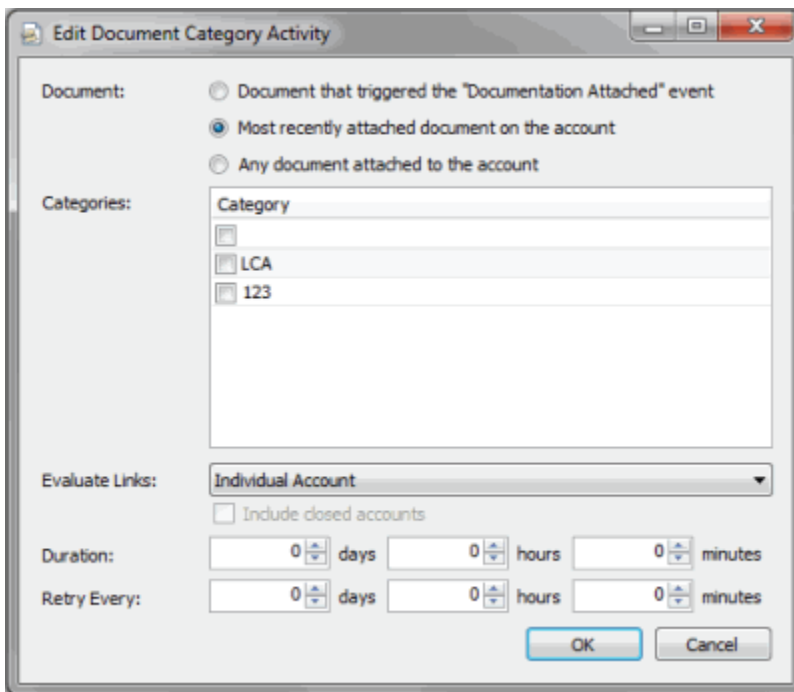 Edit Document Category Activity
Document:
Document that triggered the "Documentation Attached" event
Most recently attached document on the account
Any document attached to the account
Categories:
Category
LCA
123
Evaluate Links:
Individual Account
Include closed accounts
Duration:
0 days 0 hours 0 minutes
Retry Every:
0 days 0 hours 0 minutes
OK Cancel